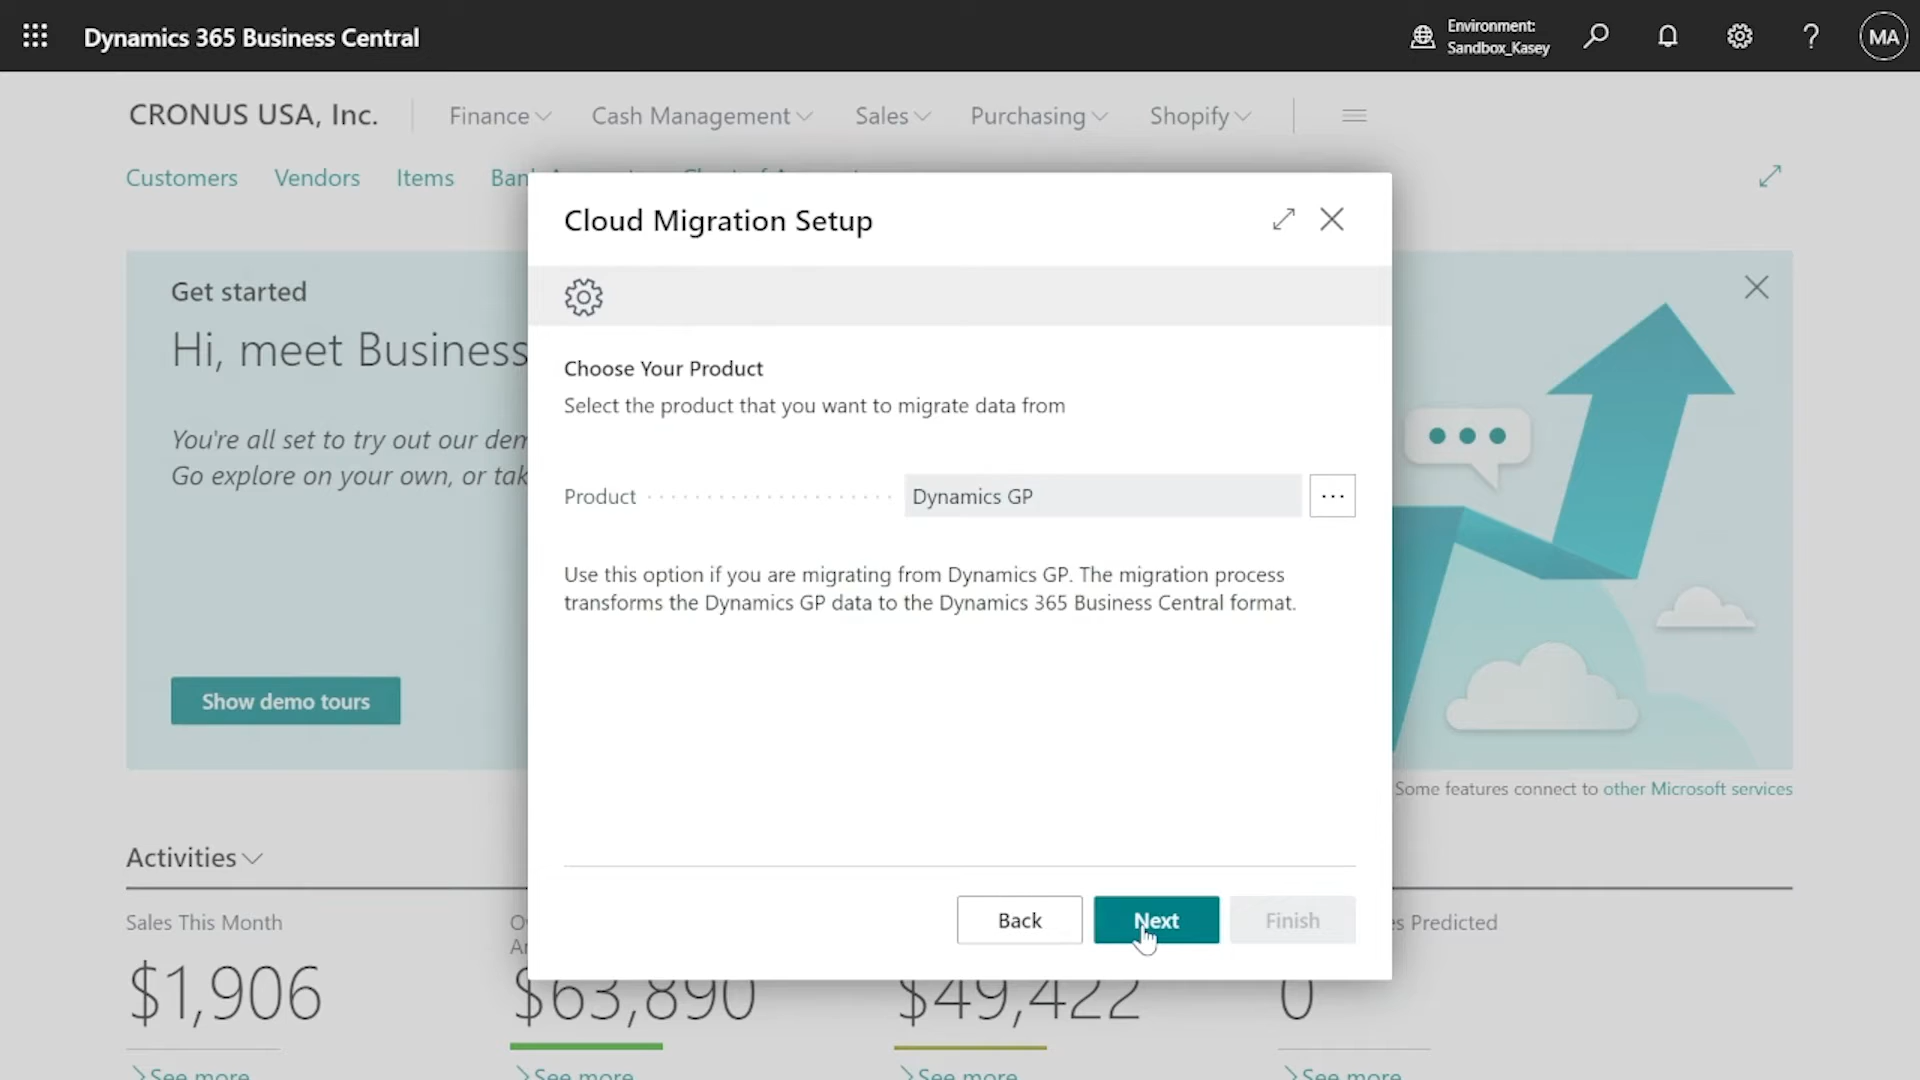 Dynamics 365 Business Central
Environment:
Sandbox_Kasey
MA
CRONUS USA, Inc.
Finance
Cash Management
Sales
Purchasing
Shopify
Customers
Vendors
Items
Cloud Migration Setup
Get started
Hi, meet Business
You're all set to try out our
Go explore on your own, or
Show demo tours
Choose Your Product
Select the product that you want to migrate data from
Product
Dynamics GP
Use this option if you are migrating from Dynamics GP. The migration process
transforms the Dynamics GP data to the Dynamics 365 Business Central format.
Back
Next
Finish
Some features connect to other Microsoft services
Activities
Sales This Month
Predicted
$1,906
$63,890
$49,422
0
See more
See more
See more
See more